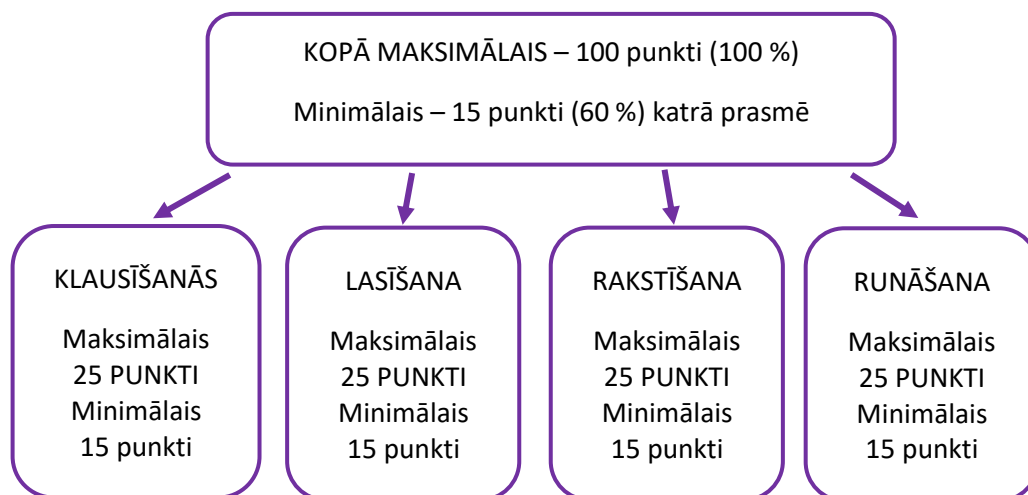 KOPĀ MAKSIMĀLAIS – 100 punkti (100 %)
Minimālais – 15 punkti (60 %) katrā prasmē
KLAUSĪŠANĀS
Maksimālais
25 PUNKTI
Minimālais
15 punkti
LASĪŠANA
Maksimālais
25 PUNKTI
Minimālais
15 punkti
RAKSTĪŠANA
Maksimālais
25 PUNKTI
Minimālais
15 punkti
RUNĀŠANA
Maksimālais
25 PUNKTI
Minimālais
15 punkti